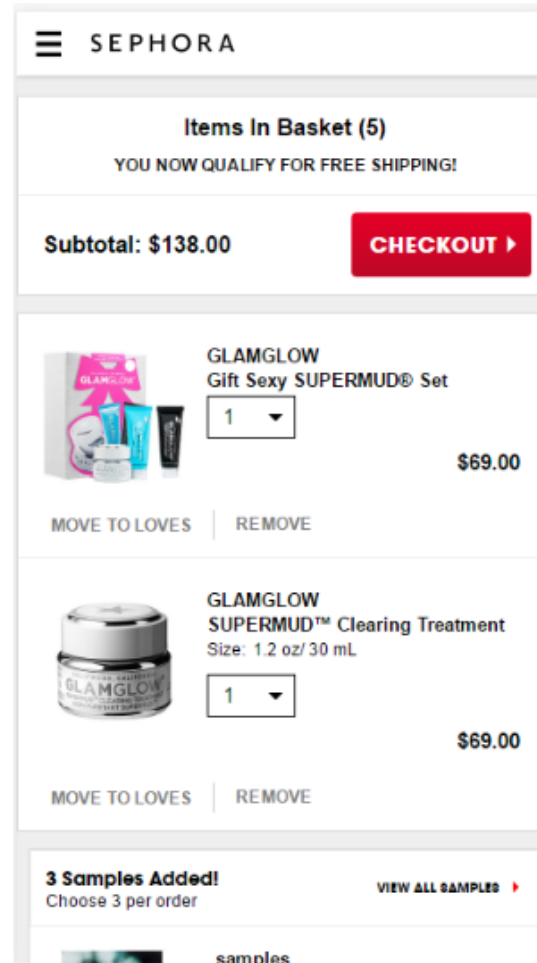 SEPHORA
Items In Basket (5)
YOU NOW QUALIFY FOR FREE SHIPPING!
Subtotal: $138.00
CHECKOUT
GLAMGLOW
GLAMGLOW
Gift Sexy SUPERMUD® Set
1
$69.00
MOVE TO LOVES
REMOVE
GLAMGLOW
SUPERMUD™ Clearing Treatment
Size: 1.2 oz/ 30 mL
GLAMGLOW
1
$69.00
MOVE TO LOVES
REMOVE
3 Samples Added!
Choose 3 per order
VIEW ALL SAMPLES
samples